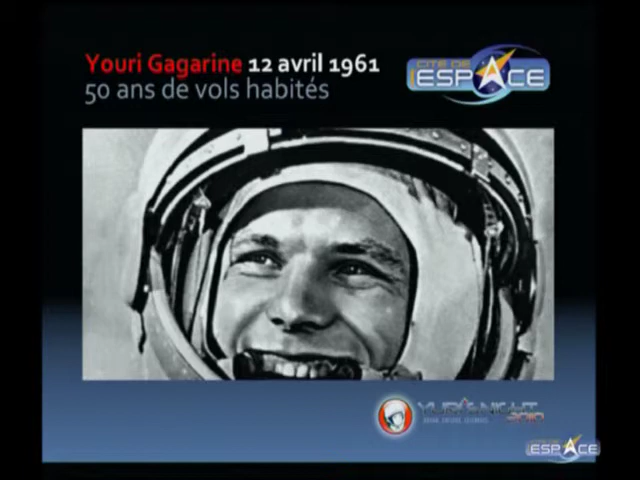 Youri Gagarine 12 avril 1961
50 ans de vols habités
CITÉ DE
l'ESPACE
YURI'S NIGHT
l'ESPACE